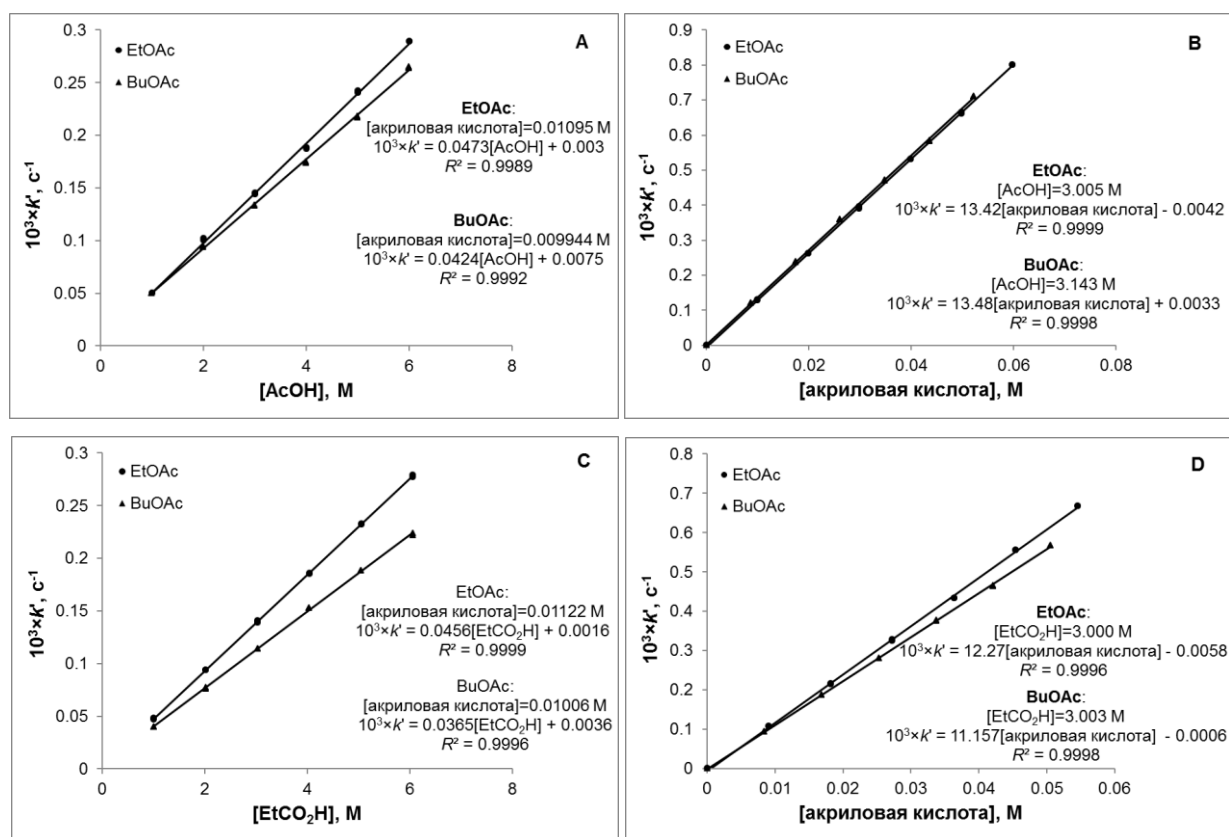 A
EtOAc
BuOAc
0.3
0.25
0.2
0.15
0.1
0.05
0
10³×k', c⁻¹
EtOAc:
[акриловая кислота]=0.01095 M
10³×k' = 0.0473[AcOH] + 0.003
R² = 0.9989
BuOAc:
[акриловая кислота]=0.009944 M
10³×k' = 0.0424[AcOH] + 0.0075
R² = 0.9992
0 2 4 6 8
[AcOH], M
B
EtOAc
BuOAc
0.9
0.8
0.7
0.6
0.5
0.4
0.3
0.2
0.1
0
10³×k', c⁻¹
EtOAc:
[AcOH]=3.005 M
10³×k' = 13.42[акриловая кислота] - 0.0042
R² = 0.9999
BuOAc:
[AcOH]=3.143 M
10³×k' = 13.48[акриловая кислота] + 0.0033
R² = 0.9998
0 0.02 0.04 0.06 0.08
[акриловая кислота], M
C
EtOAc
BuOAc
0.3
0.25
0.2
0.15
0.1
0.05
0
10³×k', c⁻¹
EtOAc:
[акриловая кислота]=0.01122 M
10³×k' = 0.0456[EtCO₂H] + 0.0016
R² = 0.9999
BuOAc:
[акриловая кислота]=0.01006 M
10³×k' = 0.0365[EtCO₂H] + 0.0036
R² = 0.9996
0 2 4 6 8
[EtCO₂H], M
D
EtOAc
BuOAc
0.8
0.7
0.6
0.5
0.4
0.3
0.2
0.1
0
10³×k', c⁻¹
EtOAc:
[EtCO₂H]=3.000 M
10³×k' = 12.27[акриловая кислота] - 0.0058
R² = 0.9996
BuOAc:
[EtCO₂H]=3.003 M
10³×k' = 11.157[акриловая кислота] - 0.0006
R² = 0.9998
0 0.01 0.02 0.03 0.04 0.05 0.06
[акриловая кислота], M